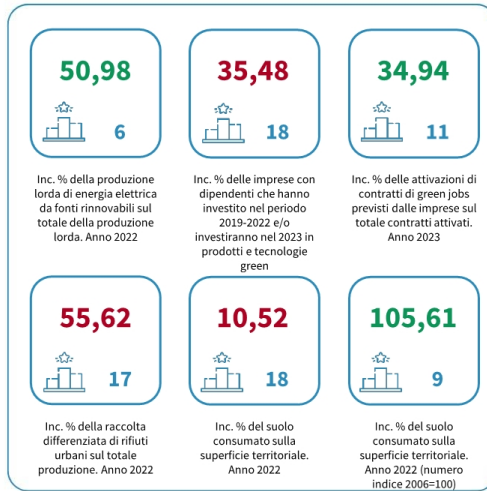 50,98
6
Inc. % della produzione
lorda di energia elettrica
da fonti rinnovabili sul
totale della produzione
lorda. Anno 2022
35,48
18
Inc. % delle imprese con
dipendenti che hanno
investito nel periodo
2019-2022 e/o
investiranno nel 2023 in
prodotti e tecnologie
green
34,94
11
Inc. % delle attivazioni di
contratti di green jobs
previsti dalle imprese sul
totale contratti attivati.
Anno 2023
55,62
17
Inc. % della raccolta
differenziata di rifiuti
urbani sul totale
produzione. Anno 2022
10,52
18
Inc. % del suolo
consumato sulla
superficie territoriale.
Anno 2022
105,61
9
Inc. % del suolo
consumato sulla
superficie territoriale.
Anno 2022 (numero
indice 2006=100)